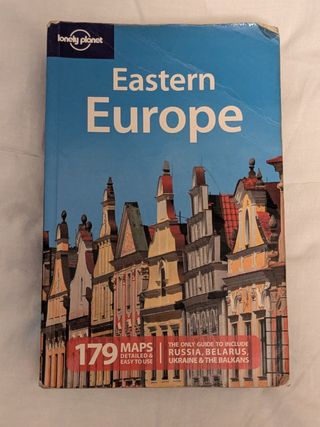 lonely planet
Eastern
Europe
179 MAPS
DETAILED &
EASY TO USE
THE ONLY GUIDE TO INCLUDE
RUSSIA, BELARUS,
UKRAINE & THE BALKANS